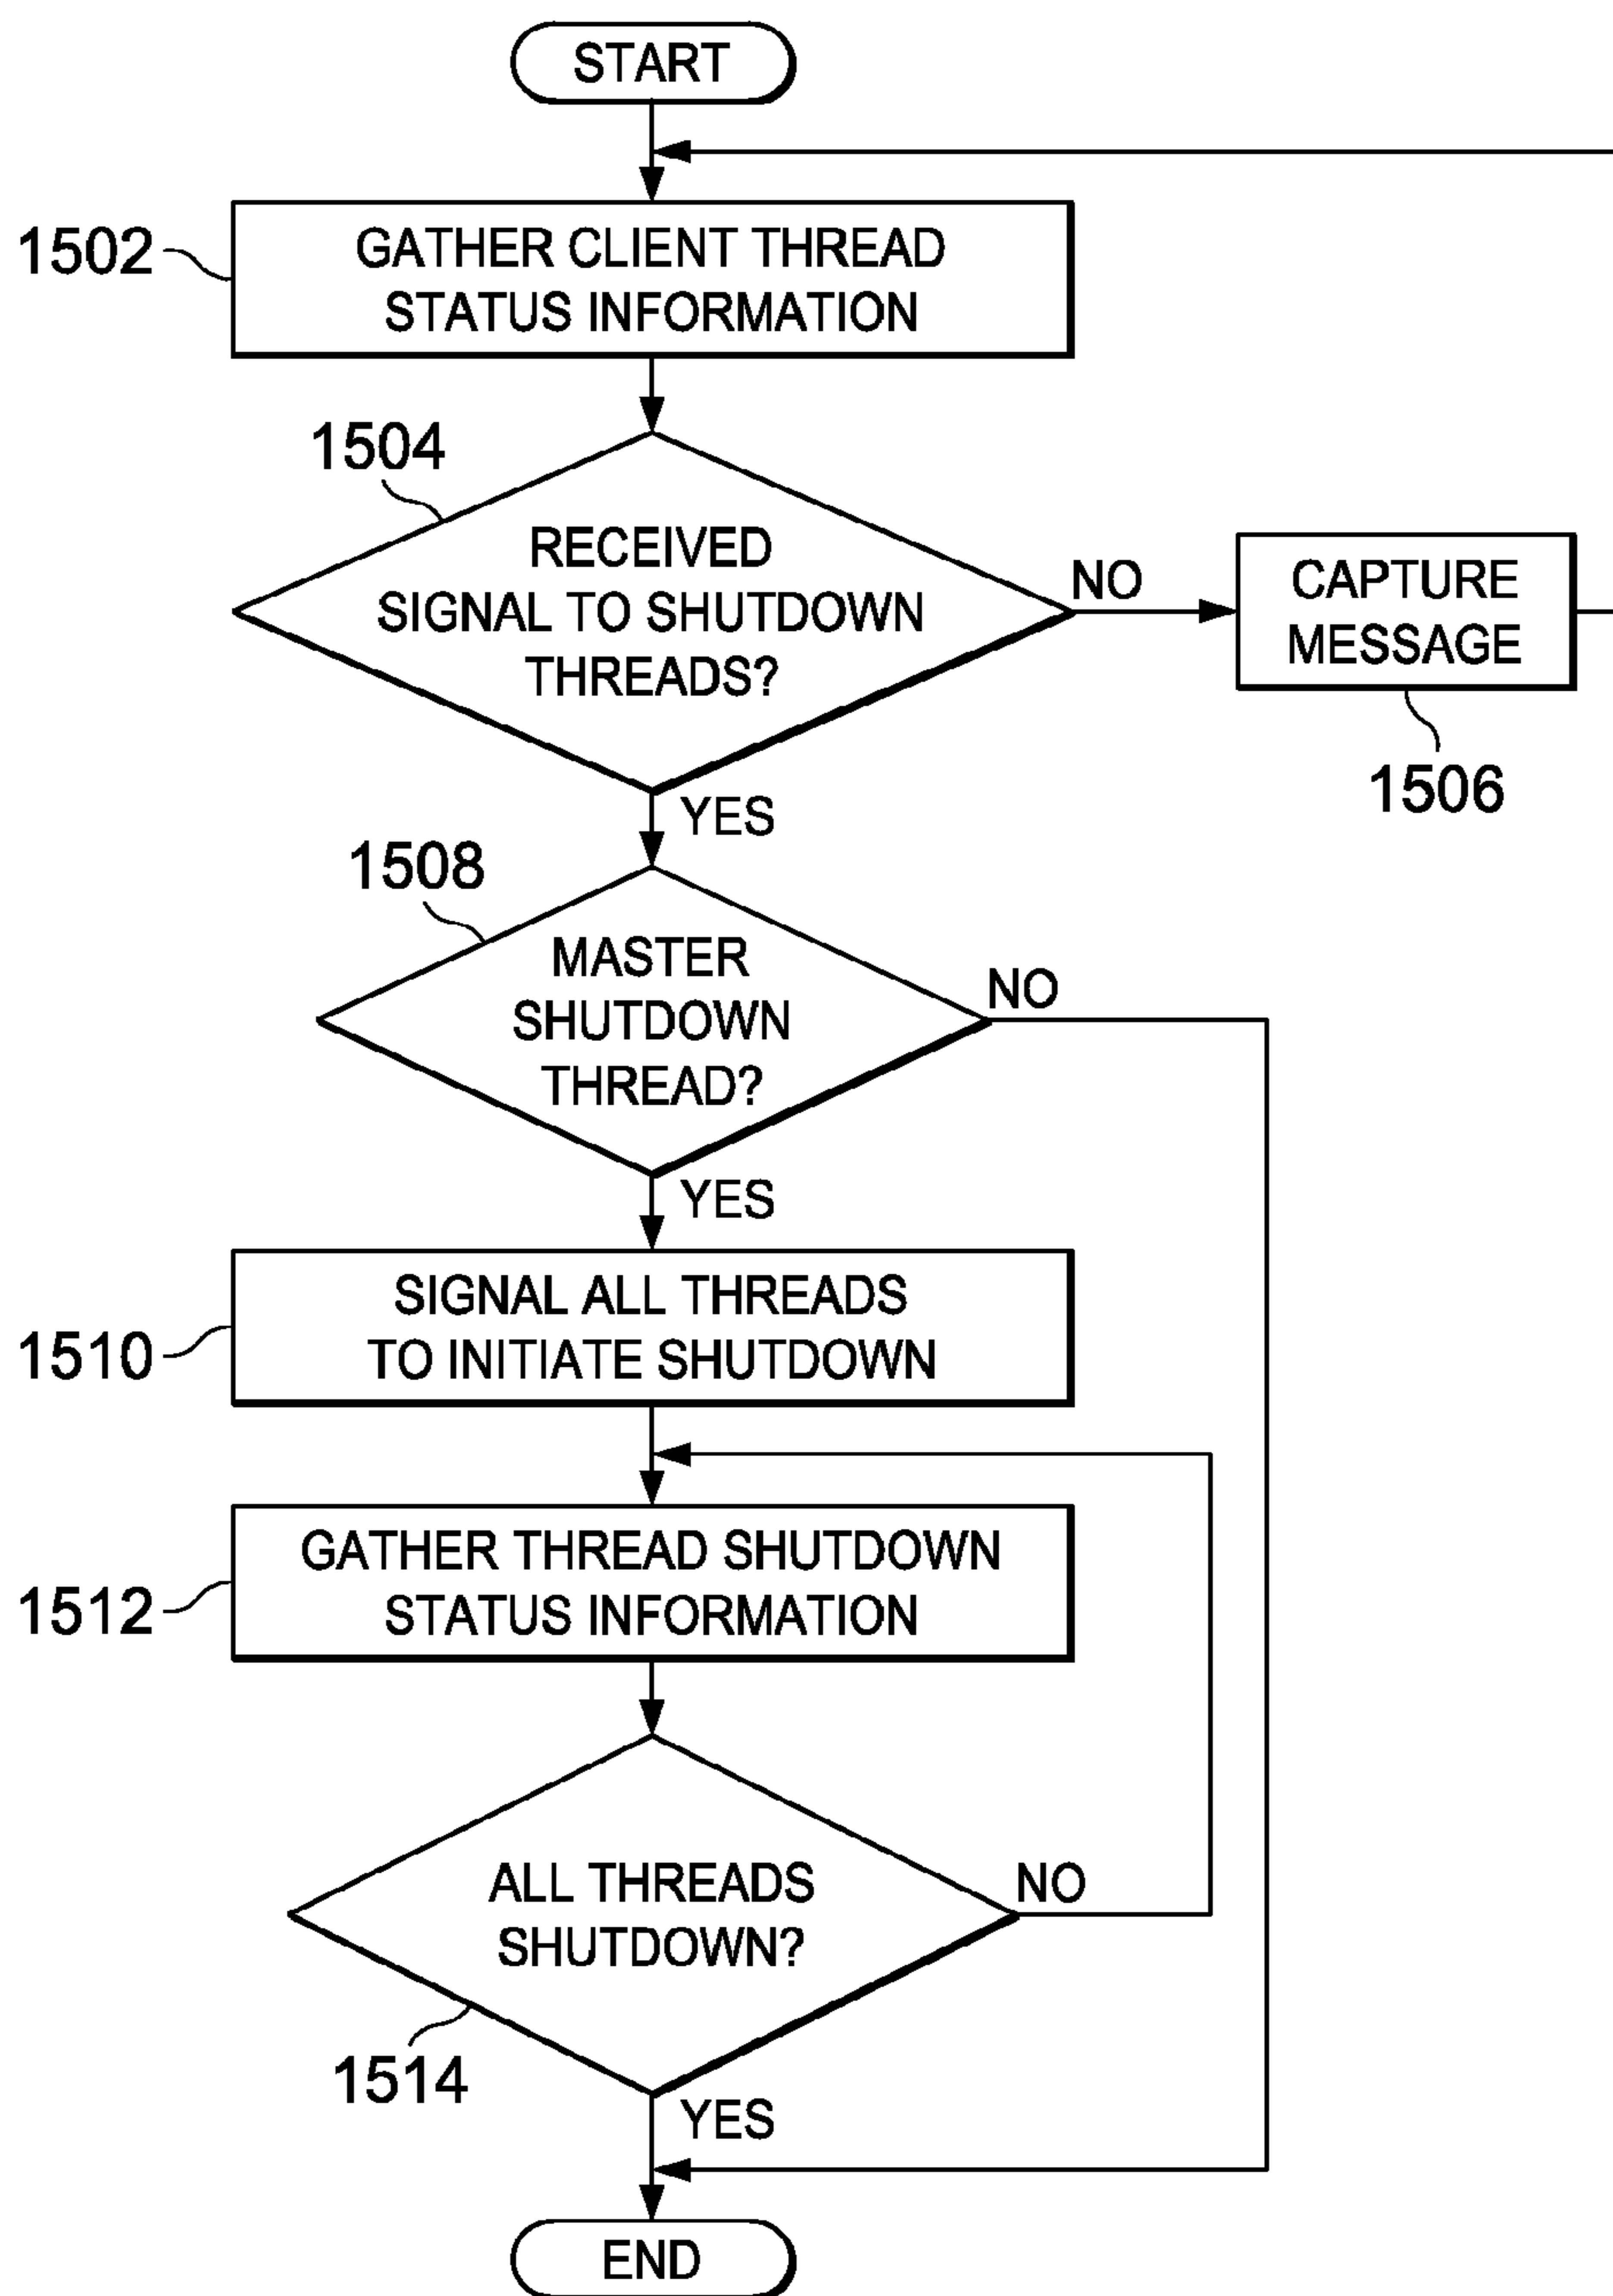 START
1502
GATHER CLIENT THREAD
STATUS INFORMATION
1504
RECEIVED
SIGNAL TO SHUTDOWN
THREADS?
NO
CAPTURE
MESSAGE
1506
YES
1508
MASTER
SHUTDOWN
THREAD?
NO
YES
SIGNAL ALL THREADS
TO INITIATE SHUTDOWN
1510
GATHER THREAD SHUTDOWN
STATUS INFORMATION
1512
ALL THREADS
SHUTDOWN?
NO
1514
YES
END